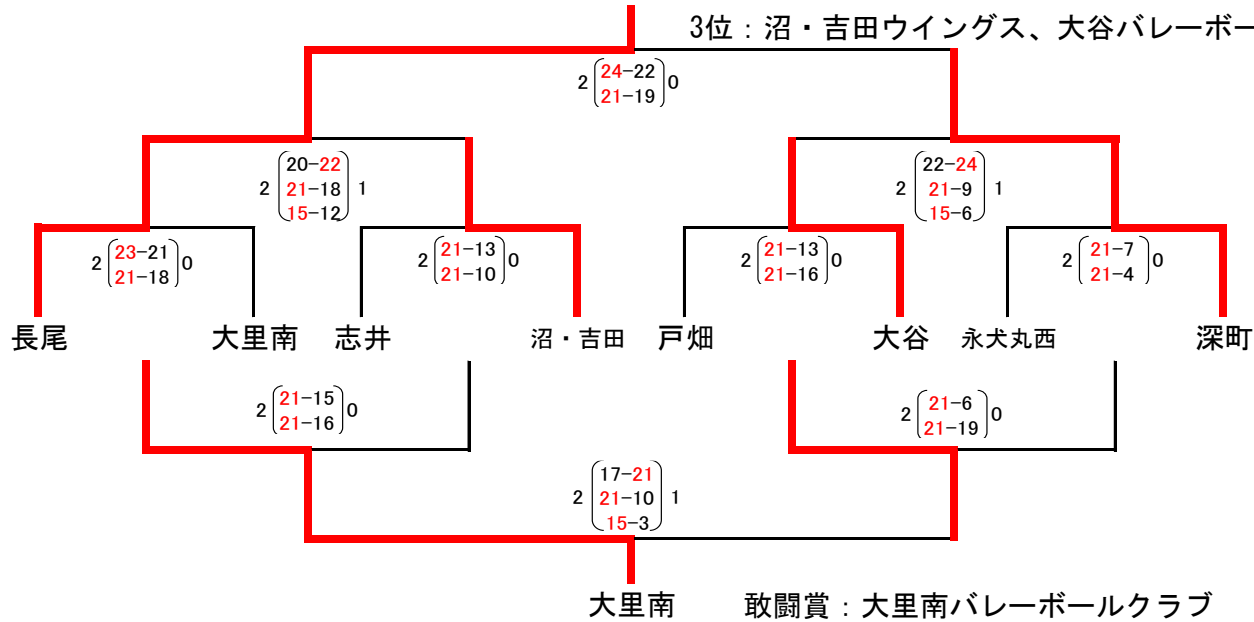 3位：沼・吉田ウイングス、大谷バレーボー
2 24-22 0
21-19
20-22
2 21-18 1
15-12
22-24
2 21-9 1
15-6
2 23-21 0
21-18
2 21-13 0
21-10
2 21-13 0
21-16
2 21-7 0
21-4
長尾 大里南 志井 沼・吉田 戸畑 大谷 永犬丸西 深町
2 21-15 0
21-16
2 21-6 0
21-19
17-21
2 21-10 1
15-3
大里南 敢闘賞：大里南バレーボールクラブ